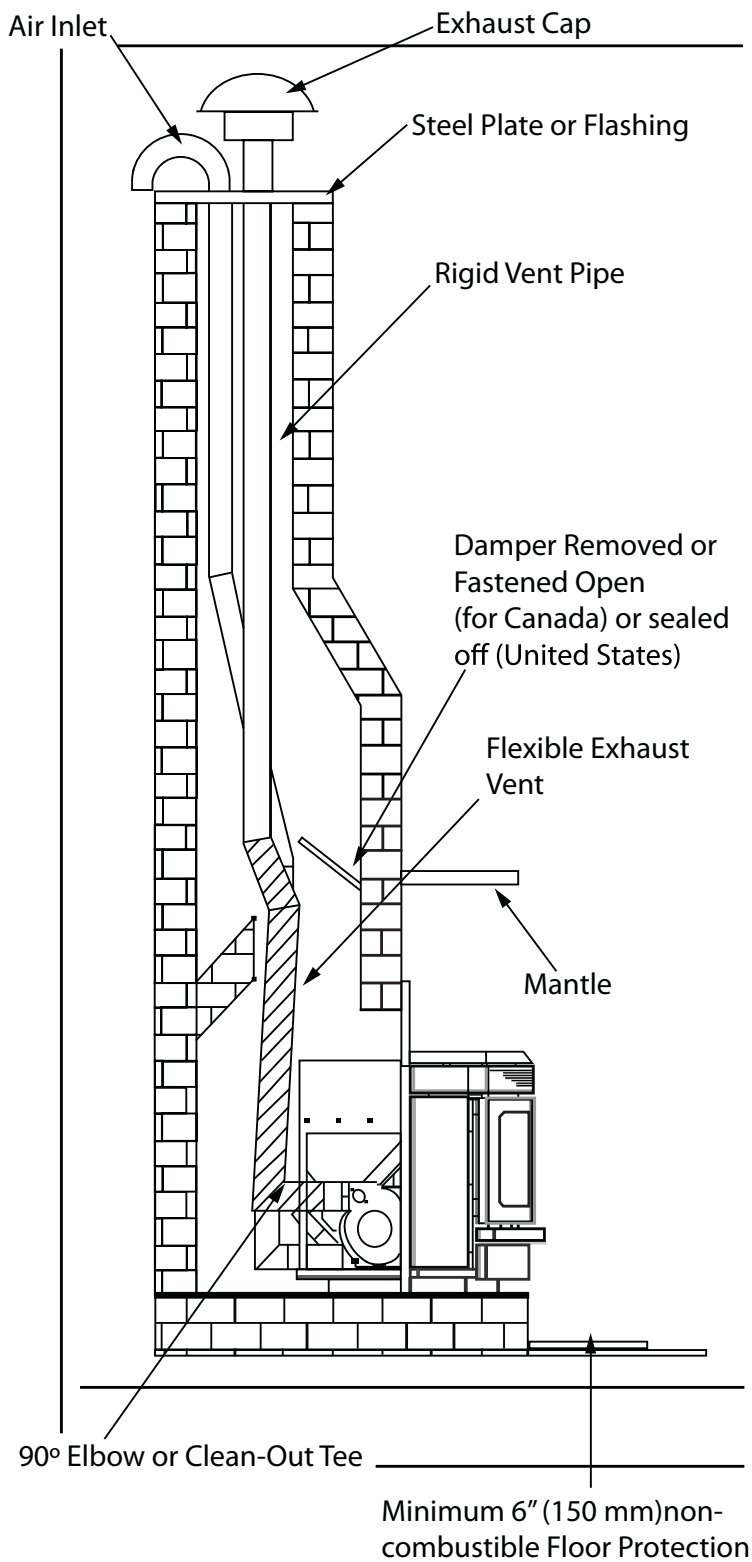 Air Inlet
Exhaust Cap
Steel Plate or Flashing
Rigid Vent Pipe
Damper Removed or
Fastened Open
(for Canada) or sealed
off (United States)
Flexible Exhaust
Vent
Mantle
90º Elbow or Clean-Out Tee
Minimum 6” (150 mm)non-
combustible Floor Protection